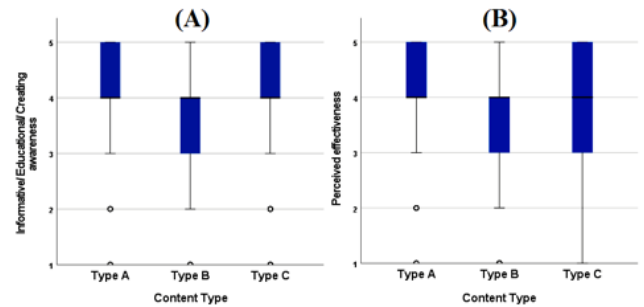 (A)
Informative/ Educational/ Creating
awareness
5
4
3
2
1
Type A Type B Type C
Content Type
(B)
Perceived effectiveness
5
4
3
2
1
Type A Type B Type C
Content Type